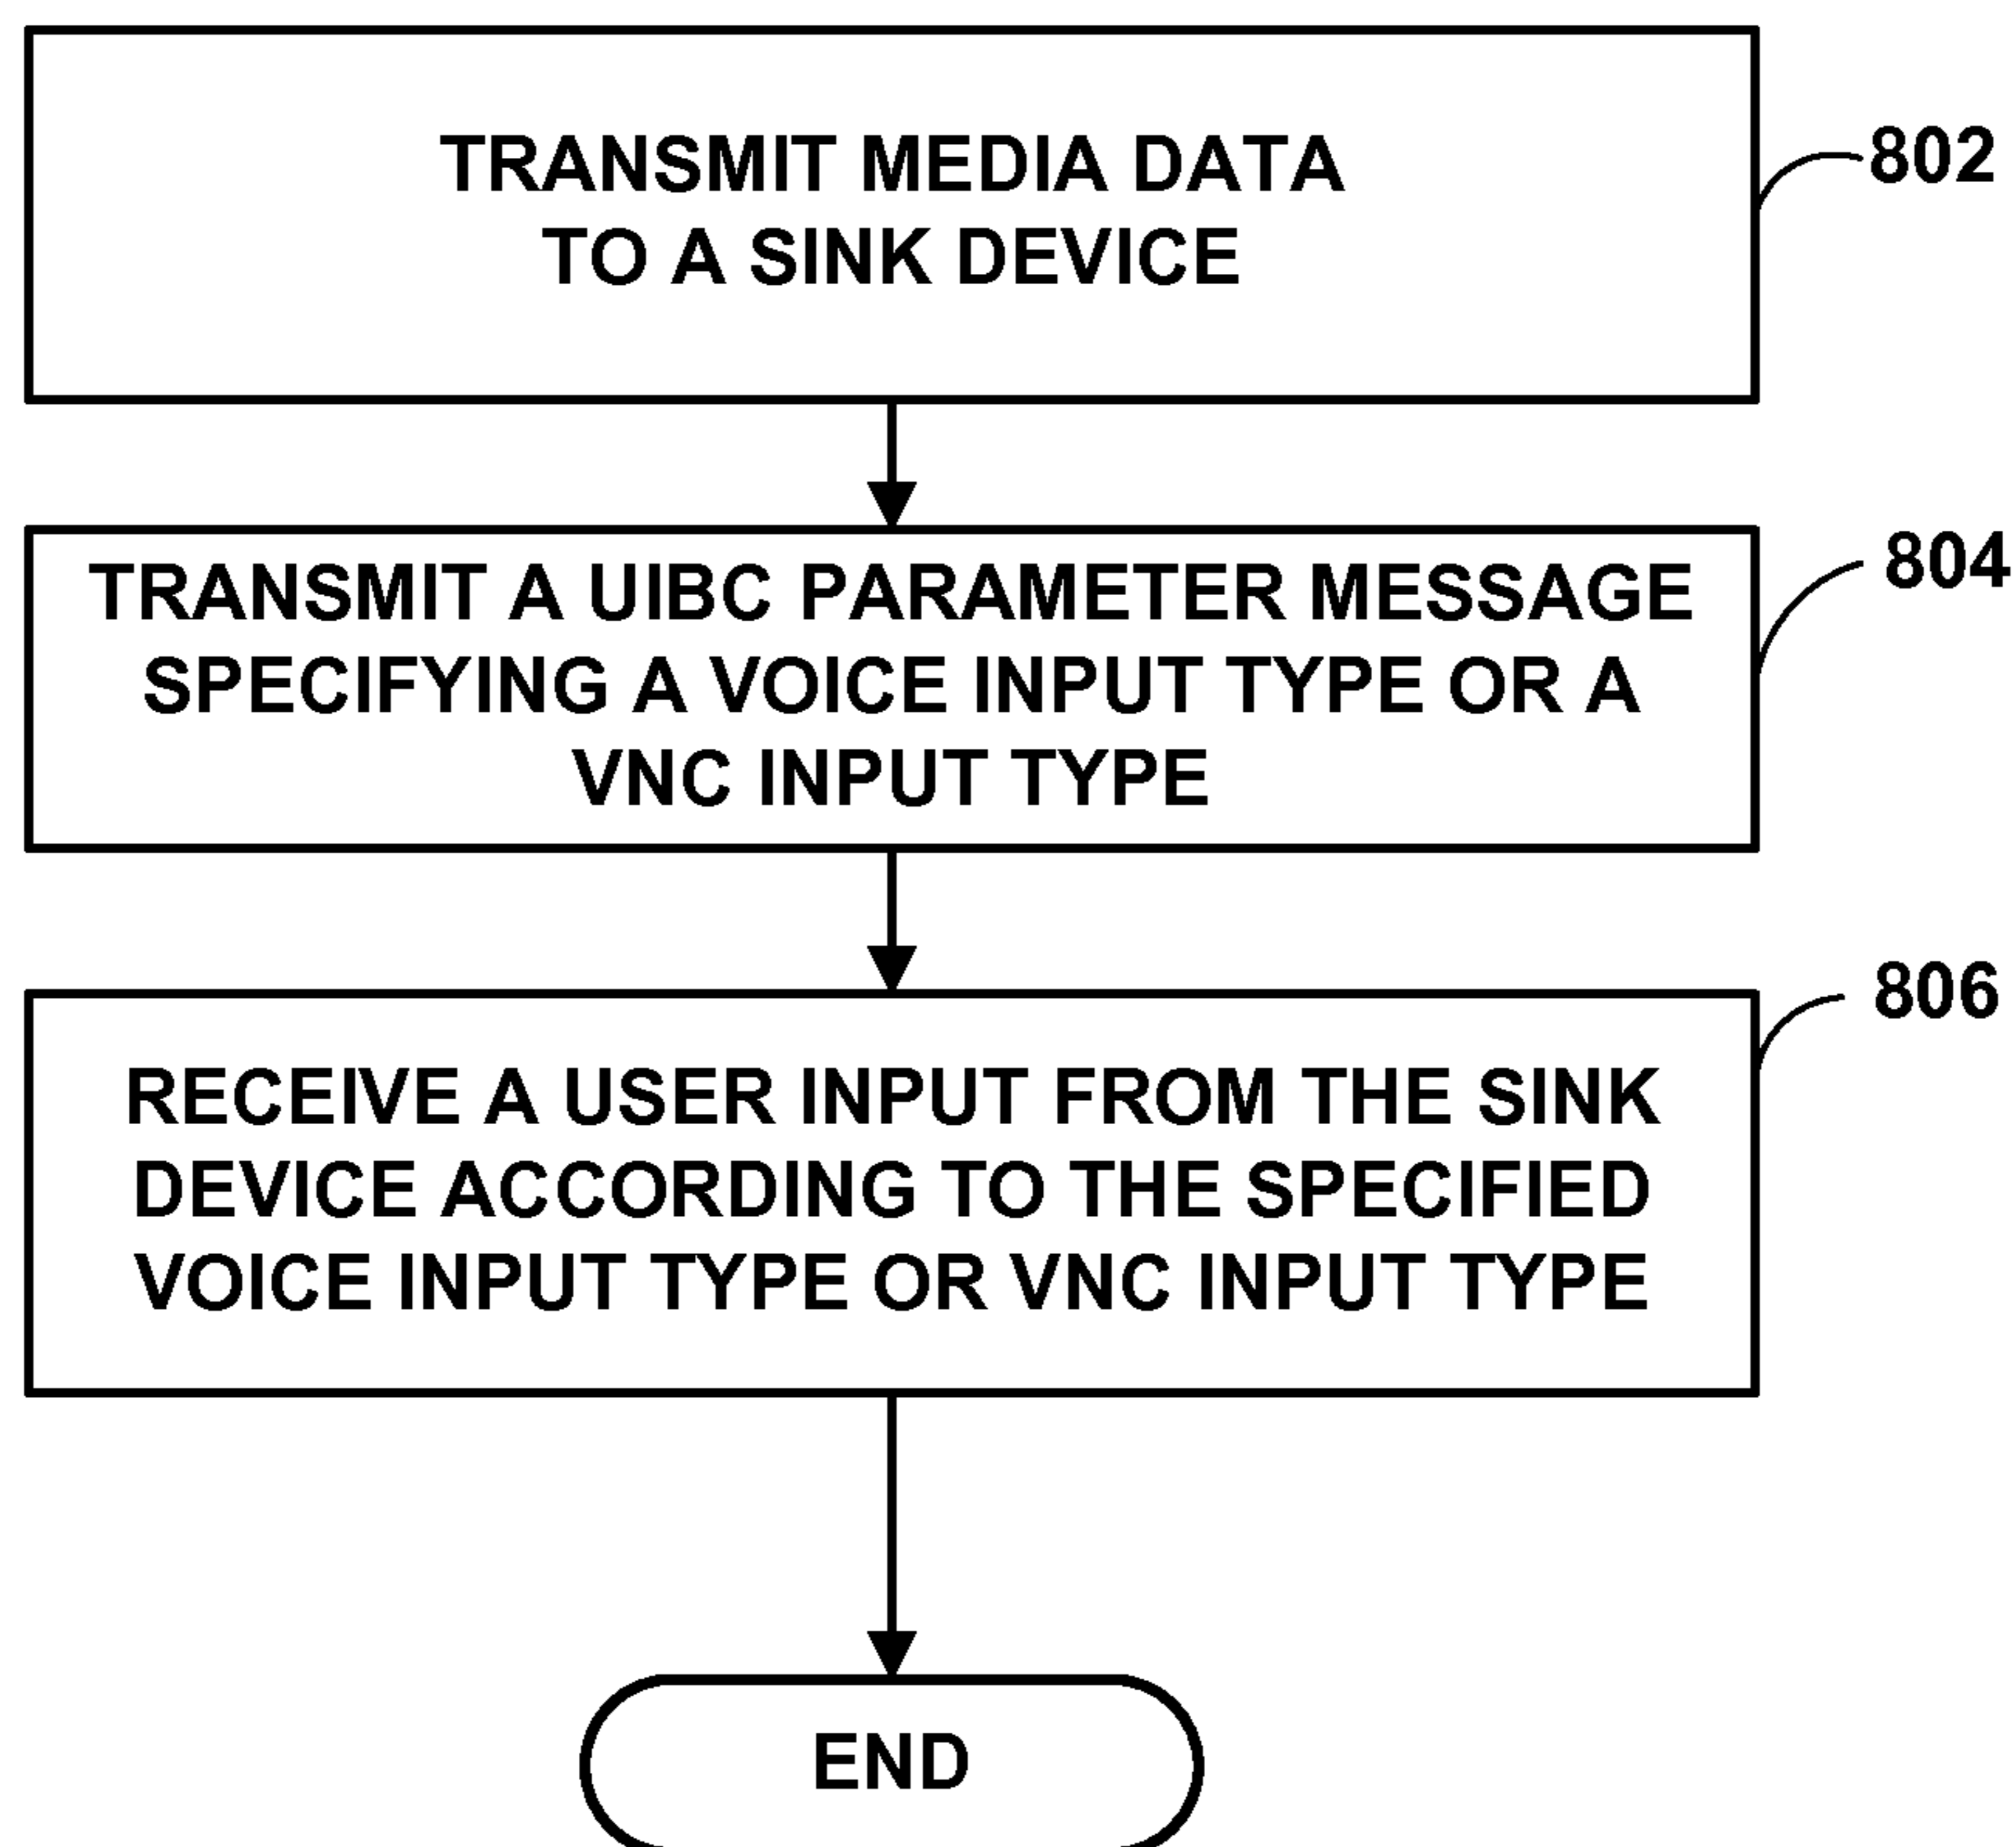 TRANSMIT MEDIA DATA
TO A SINK DEVICE
802
TRANSMIT A UIBC PARAMETER MESSAGE
SPECIFYING A VOICE INPUT TYPE OR A
VNC INPUT TYPE
804
RECEIVE A USER INPUT FROM THE SINK
DEVICE ACCORDING TO THE SPECIFIED
VOICE INPUT TYPE OR VNC INPUT TYPE
806
END